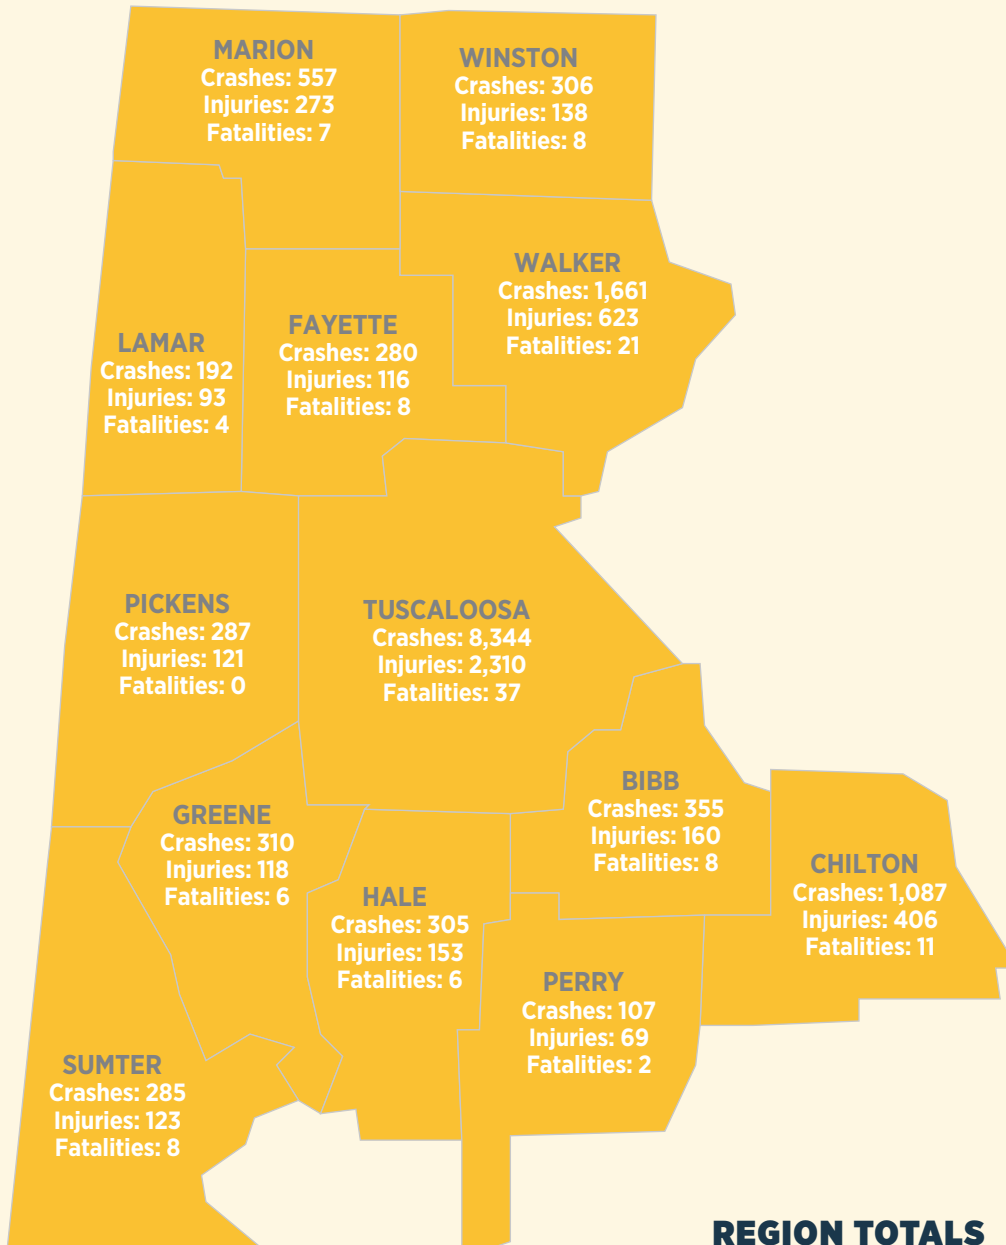 MARION
Crashes: 557
Injuries: 273
Fatalities: 7
WINSTON
Crashes: 306
Injuries: 138
Fatalities: 8
WALKER
Crashes: 1,661
Injuries: 623
Fatalities: 21
FAYETTE
Crashes: 280
Injuries: 116
Fatalities: 8
LAMAR
Crashes: 192
Injuries: 93
Fatalities: 4
PICKENS
Crashes: 287
Injuries: 121
Fatalities: 0
TUSCALOOSA
Crashes: 8,344
Injuries: 2,310
Fatalities: 37
BIBB
Crashes: 355
Injuries: 160
Fatalities: 8
GREENE
Crashes: 310
Injuries: 118
Fatalities: 6
CHILTON
Crashes: 1,087
Injuries: 406
Fatalities: 11
HALE
Crashes: 305
Injuries: 153
Fatalities: 6
PERRY
Crashes: 107
Injuries: 69
Fatalities: 2
SUMTER
Crashes: 285
Injuries: 123
Fatalities: 8
REGION TOTALS